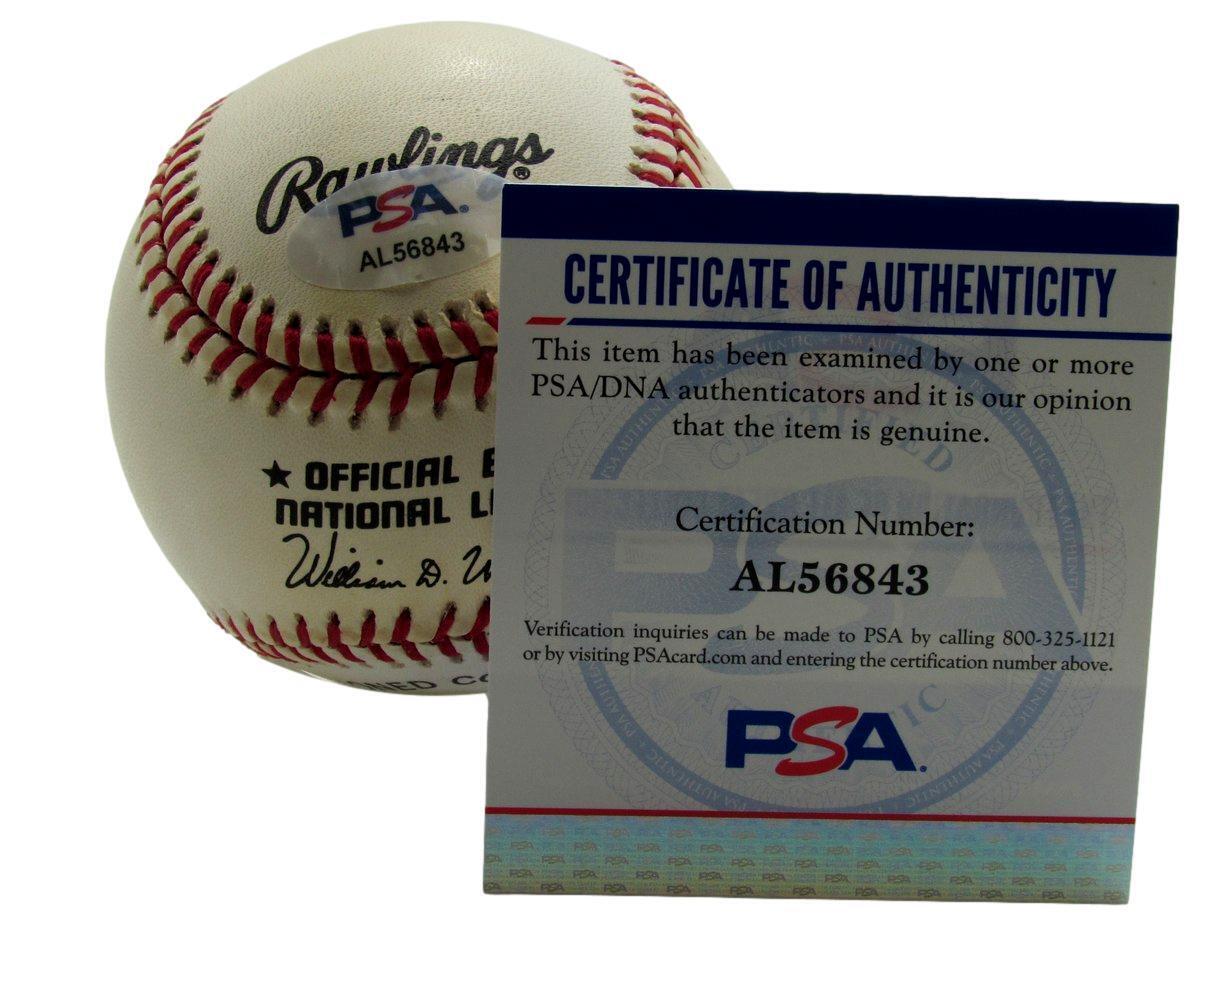 Rawlings®
PSA.
AL56843
★ OFFICIAL
NATIONAL
William D.
CERTIFICATE OF AUTHENTICITY
This item has been examined by one or more
PSA/DNA authenticators and it is our opinion
that the item is genuine.
CERTIFIED
PSA
Certification Number:
AL56843
Verification inquiries can be made to PSA by calling 800-325-1121
or by visiting PSAcard.com and entering the certification number above.
PSA.